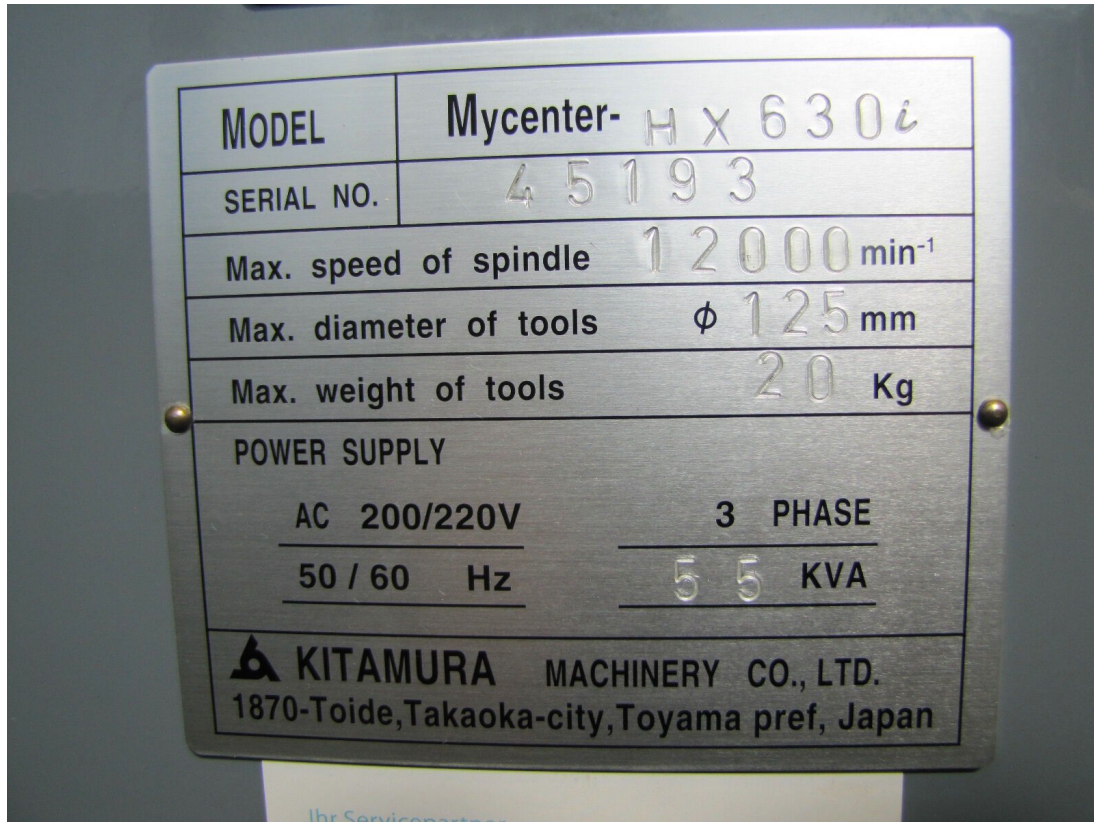 MODEL Mycenter- HX630i
SERIAL NO. 45193
Max. speed of spindle 12000 min⁻¹
Max. diameter of tools φ 125 mm
Max. weight of tools 20 Kg
POWER SUPPLY
AC 200/220V 3 PHASE
50 / 60 Hz 55 KVA
KITAMURA MACHINERY CO., LTD.
1870-Toide, Takaoka-city, Toyama pref, Japan
Ihr Servicepartner